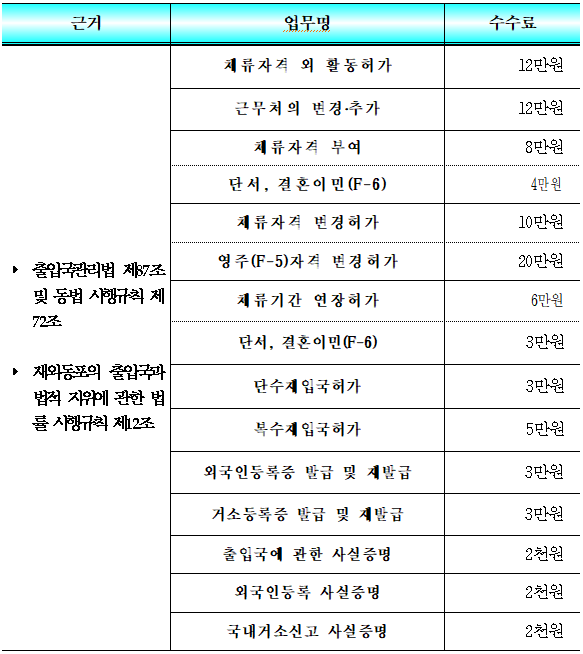 근거 업무명 수수료
체류자격 외 활동허가 12만원
근무처의 변경·추가 12만원
체류자격 부여 8만원
단서, 결혼이민(F-6) 4만원
체류자격 변경허가 10만원
영주(F-5)자격 변경허가 20만원
체류기간 연장허가 6만원
단서, 결혼이민(F-6) 3만원
단수재입국허가 3만원
복수재입국허가 5만원
외국인등록증 발급 및 재발급 3만원
거소등록증 발급 및 재발급 3만원
출입국에 관한 사실증명 2천원
외국인등록 사실증명 2천원
국내거소신고 사실증명 2천원
출입국관리법 제87조
및 동법 시행규칙 제
72조
재외동포의 출입국과
법적 지위에 관한 법
률 시행규칙 제12조